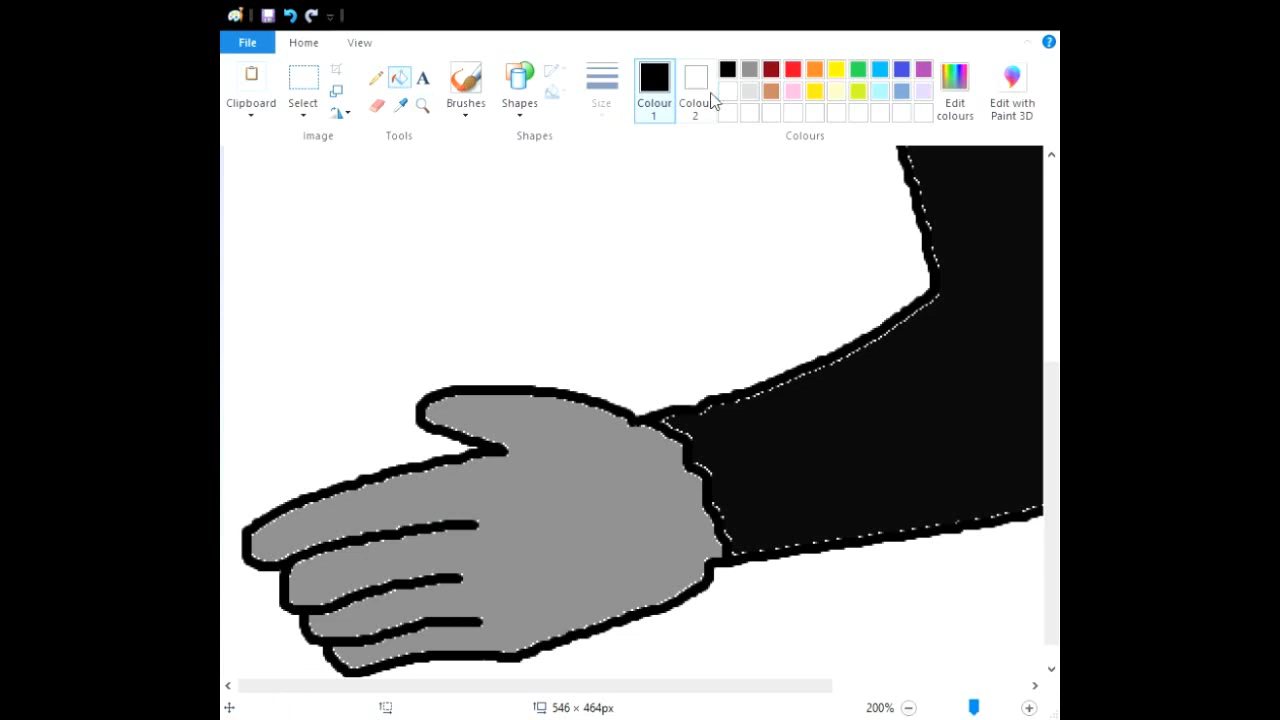 File Home View
Clipboard Select Brushes Shapes Size Colour 1 Colour 2 Edit colours Edit with Paint 3D
Image Tools Shapes Colours
546 × 464px 200%